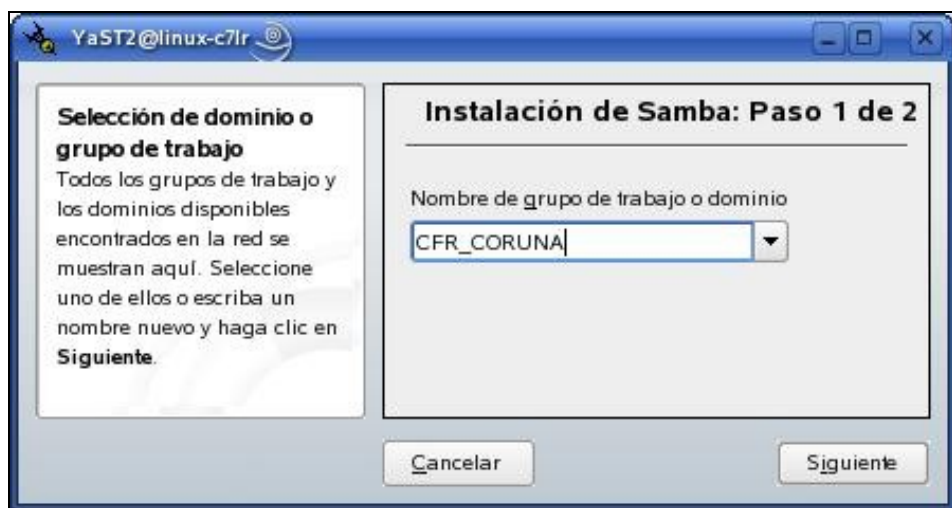 YaST2@linux-c7lr
Selección de dominio o
grupo de trabajo
Todos los grupos de trabajo y
los dominios disponibles
encontrados en la red se
muestran aquí. Seleccione
uno de ellos o escriba un
nombre nuevo y haga clic en
Siguiente.
Instalación de Samba: Paso 1 de 2
Nombre de grupo de trabajo o dominio
CFR_CORUNA
Cancelar
Siguiente